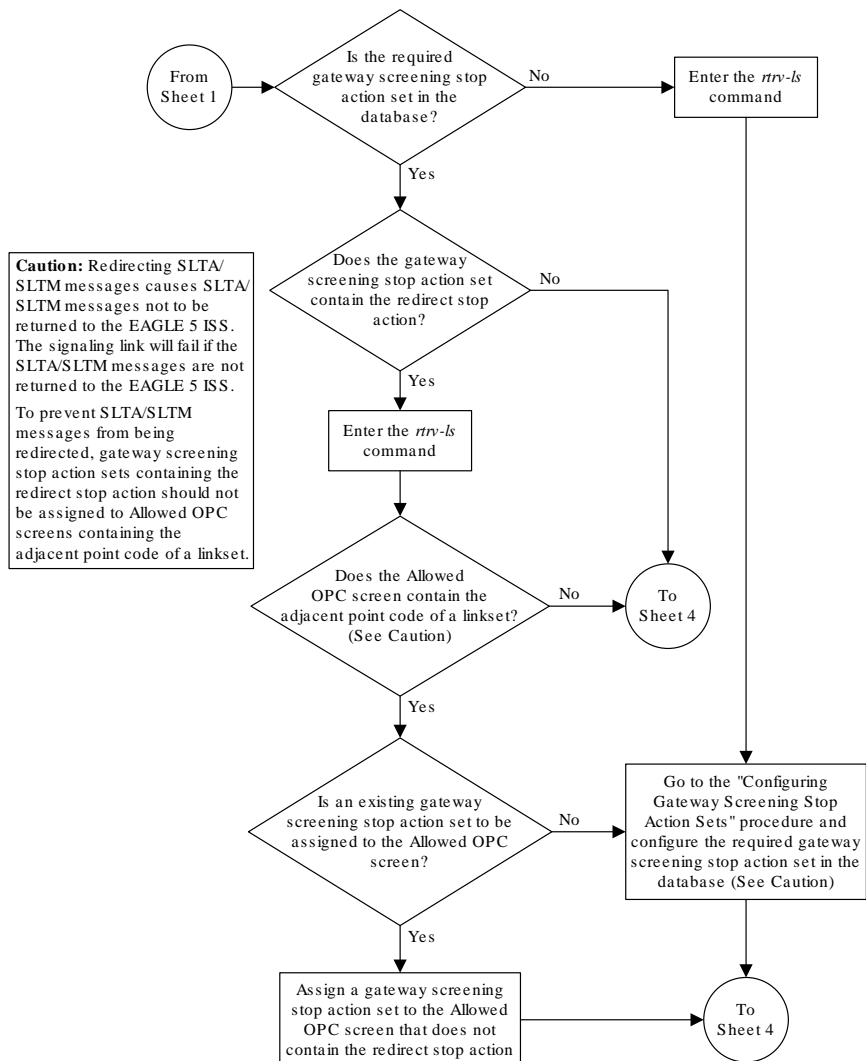 From
Sheet 1
Is the required
gateway screening stop
action set in the
database?
No
Enter the rtrv-ls
command
Yes
Caution: Redirecting SLTA/
SLTM messages causes SLTA/
SLTM messages not to be
returned to the EAGLE 5 ISS.
The signaling link will fail if the
SLTA/SLTM messages are not
returned to the EAGLE 5 ISS.
To prevent SLTA/SLTM
messages from being
redirected, gateway screening
stop action sets containing the
redirect stop action should not
be assigned to Allowed OPC
screens containing the
adjacent point code of a linkset.
Does the gateway
screening stop action set
contain the redirect stop
action?
No
Yes
Enter the rtrv-ls
command
Does the Allowed
OPC screen contain the
adjacent point code of a linkset?
(See Caution)
No
To
Sheet 4
Yes
Is an existing gateway
screening stop action set to be
assigned to the Allowed OPC
screen?
No
Go to the "Configuring
Gateway Screening Stop
Action Sets" procedure and
configure the required gateway
screening stop action set in the
database (See Caution)
Yes
Assign a gateway screening
stop action set to the Allowed
OPC screen that does not
contain the redirect stop action
To
Sheet 4